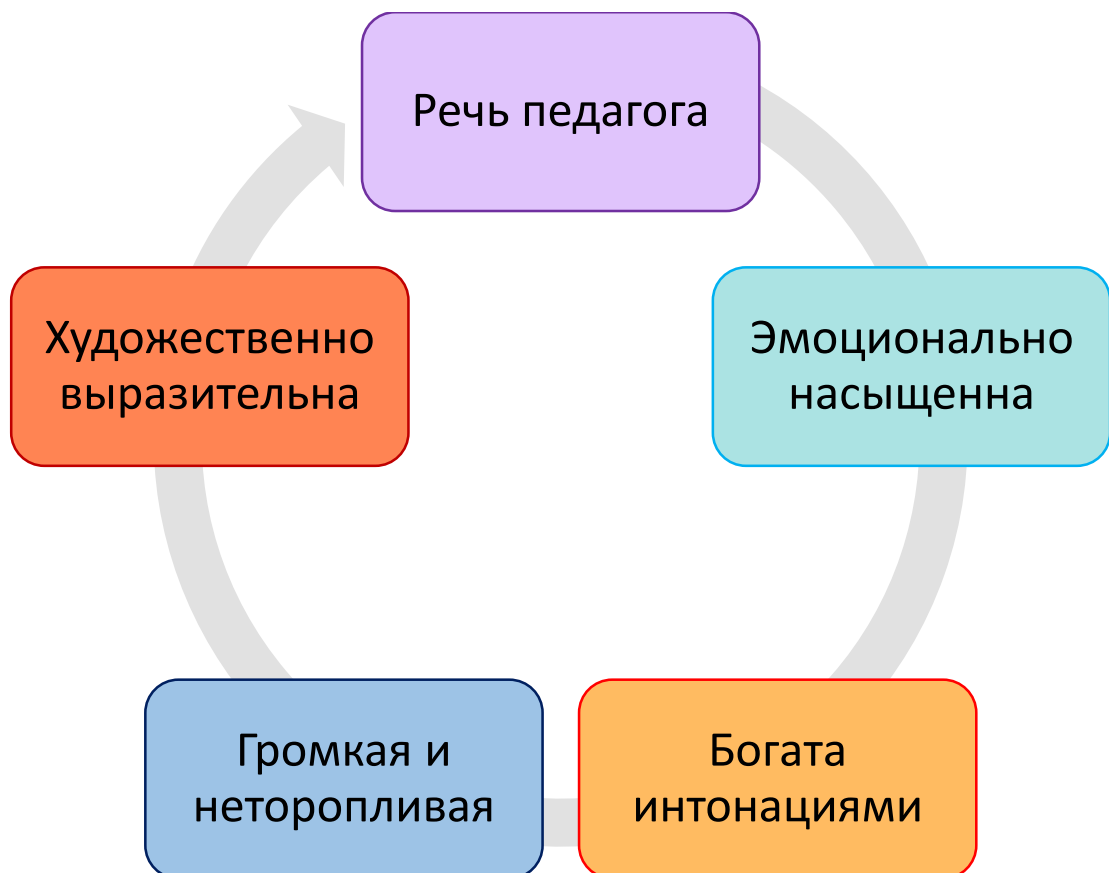 Речь педагога
Эмоционально
насыщенна
Богата
интонациями
Громкая и
неторопливая
Художественно
выразительна